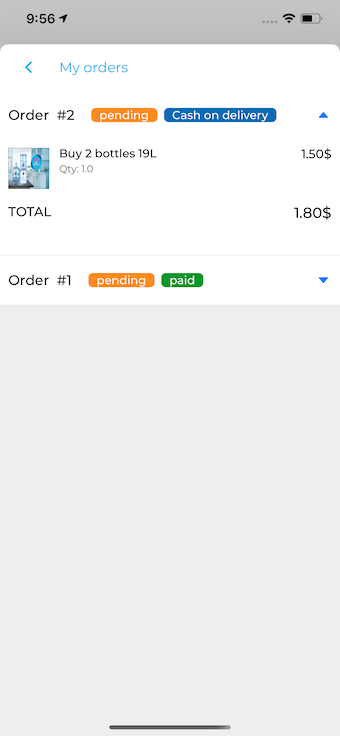 9:56
My orders
Order #2 pending Cash on delivery
Buy 2 bottles 19L 1.50$
Qty: 1.0
TOTAL 1.80$
Order #1 pending paid